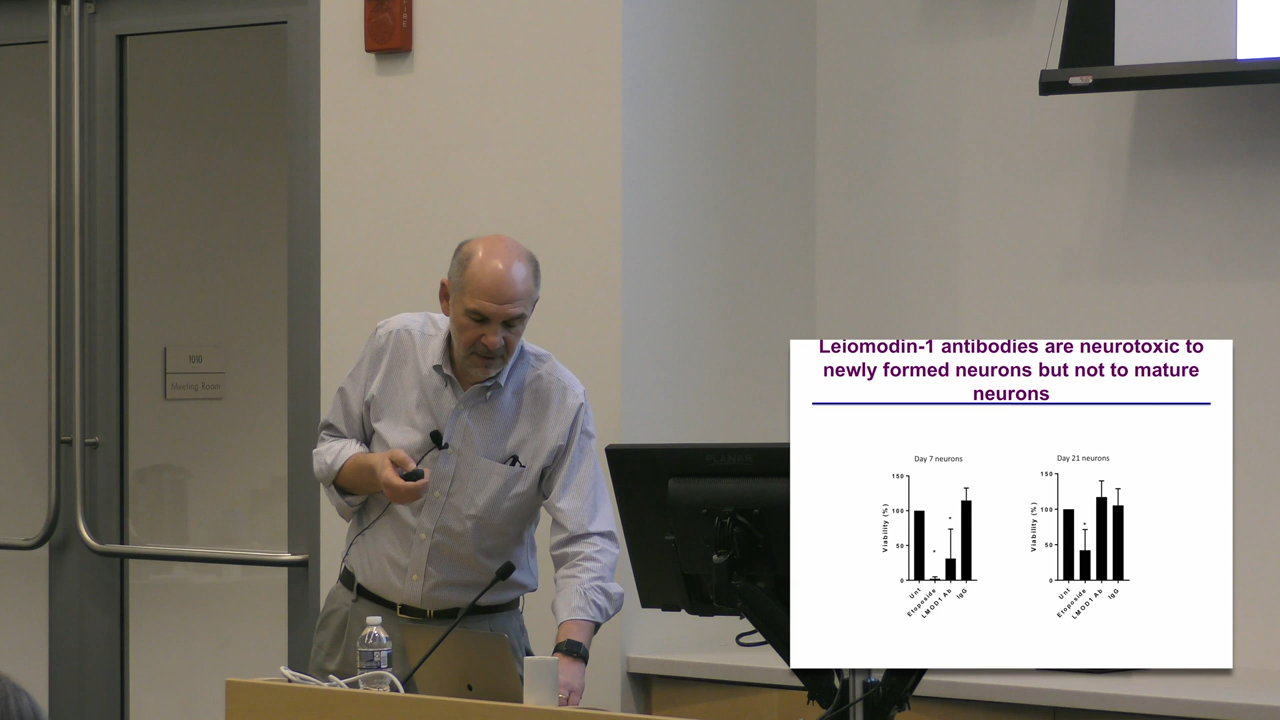 FIRE
1010
Meeting Room
PLANAR
Leiomodin-1 antibodies are neurotoxic to
newly formed neurons but not to mature
neurons
Day 7 neurons
Viability (%)
150
100
50
0
*
*
Unt
Etoposide
LMOD1 Ab
IgG
Day 21 neurons
Viability (%)
150
100
50
0
*
Unt
Etoposide
LMOD1 Ab
IgG